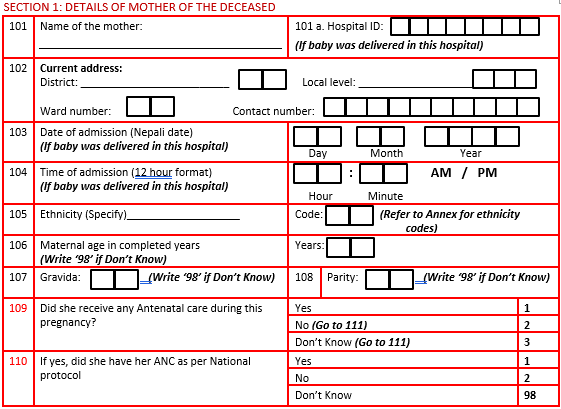 SECTION 1: DETAILS OF MOTHER OF THE DECEASED
101 Name of the mother: 101 a. Hospital ID:
(If baby was delivered in this hospital)
102 Current address:
District: Local level:
Ward number: Contact number:
103 Date of admission (Nepali date)
(If baby was delivered in this hospital)
Day Month Year
104 Time of admission (12 hour format) : AM / PM
(If baby was delivered in this hospital)
Hour Minute
105 Ethnicity (Specify) Code: (Refer to Annex for ethnicity
codes)
106 Maternal age in completed years Years:
(Write ‘98’ if Don’t Know)
107 Gravida: (Write ‘98’ if Don’t Know) 108 Parity: (Write ‘98’ if Don’t Know)
109 Did she receive any Antenatal care during this
pregnancy?
Yes 1
No (Go to 111) 2
Don’t Know (Go to 111) 3
110 If yes, did she have her ANC as per National
protocol
Yes 1
No 2
Don’t Know 98